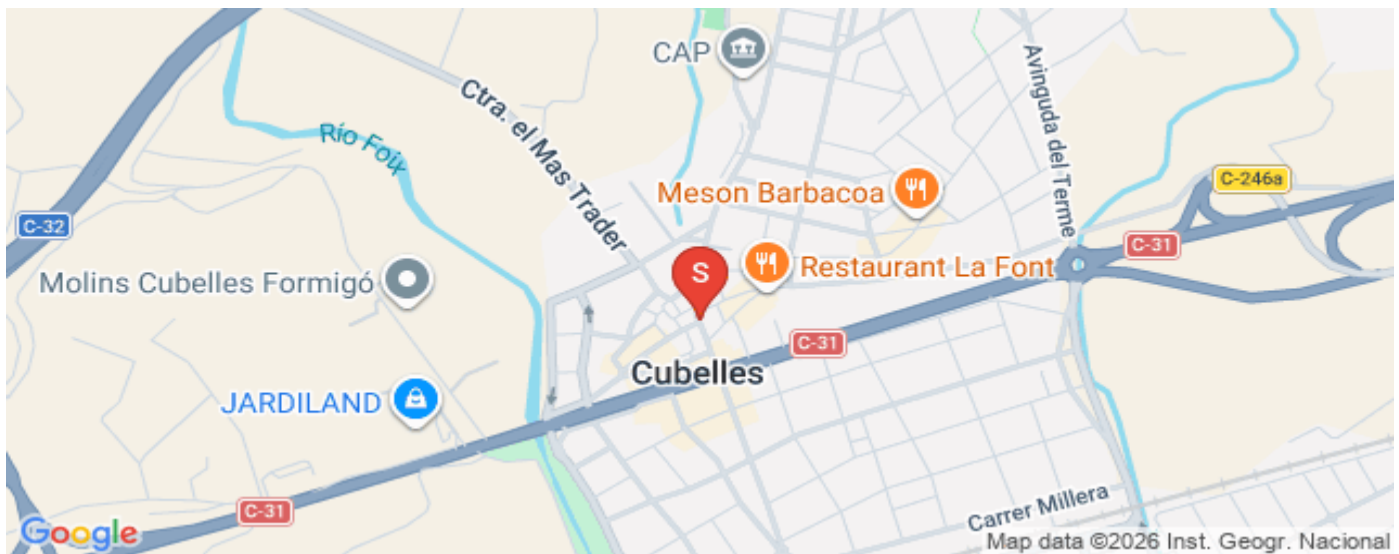 CAP
Ctra. el Mas Trader
Avinguda del Terme
Río Foix
Meson Barbacoa
C-246a
C-32
C-31
S
Restaurant La Font
Molins Cubelles Formigó
C-31
Cubelles
JARDILAND
C-31
Carrer Millera
Google
Map data ©2026 Inst. Geogr. Nacional